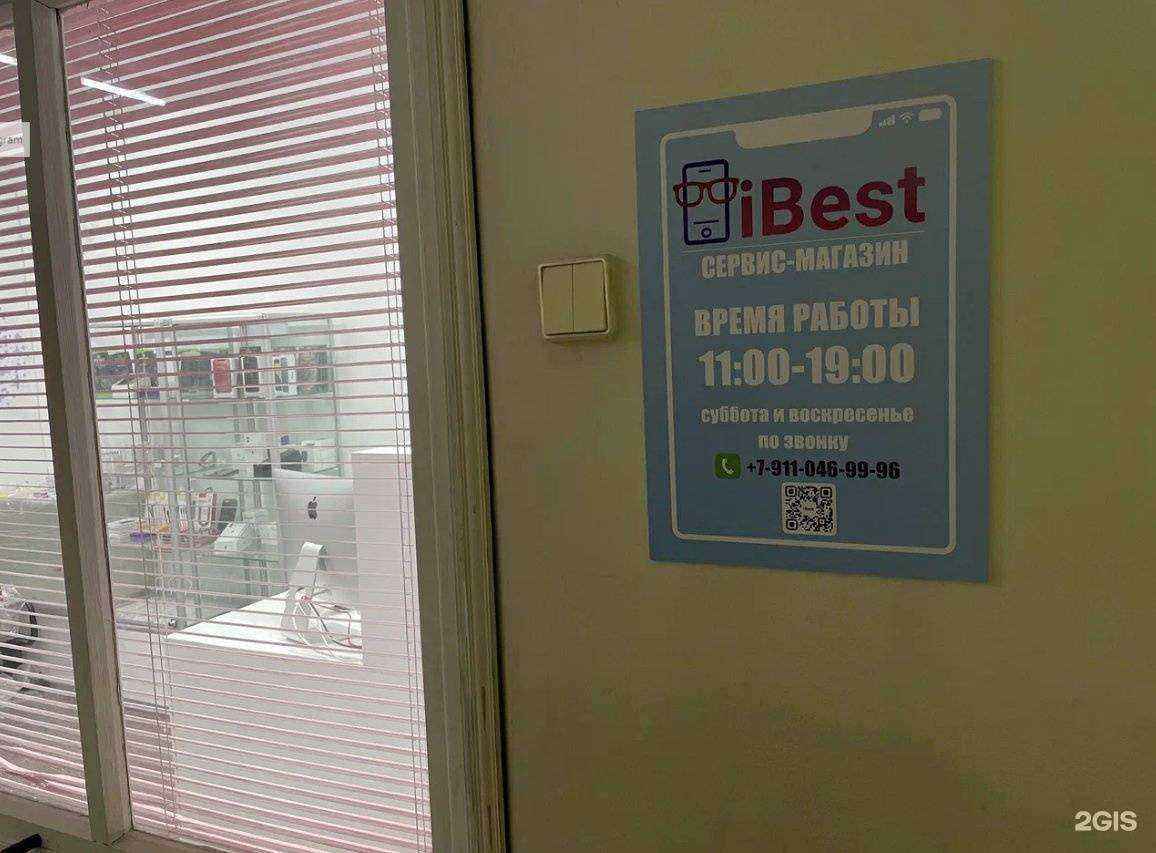 gram
iBest
СЕРВИС-МАГАЗИН
ВРЕМЯ РАБОТЫ
11:00-19:00
суббота и воскресенье
по звонку
+7-911-046-99-96
2GIS